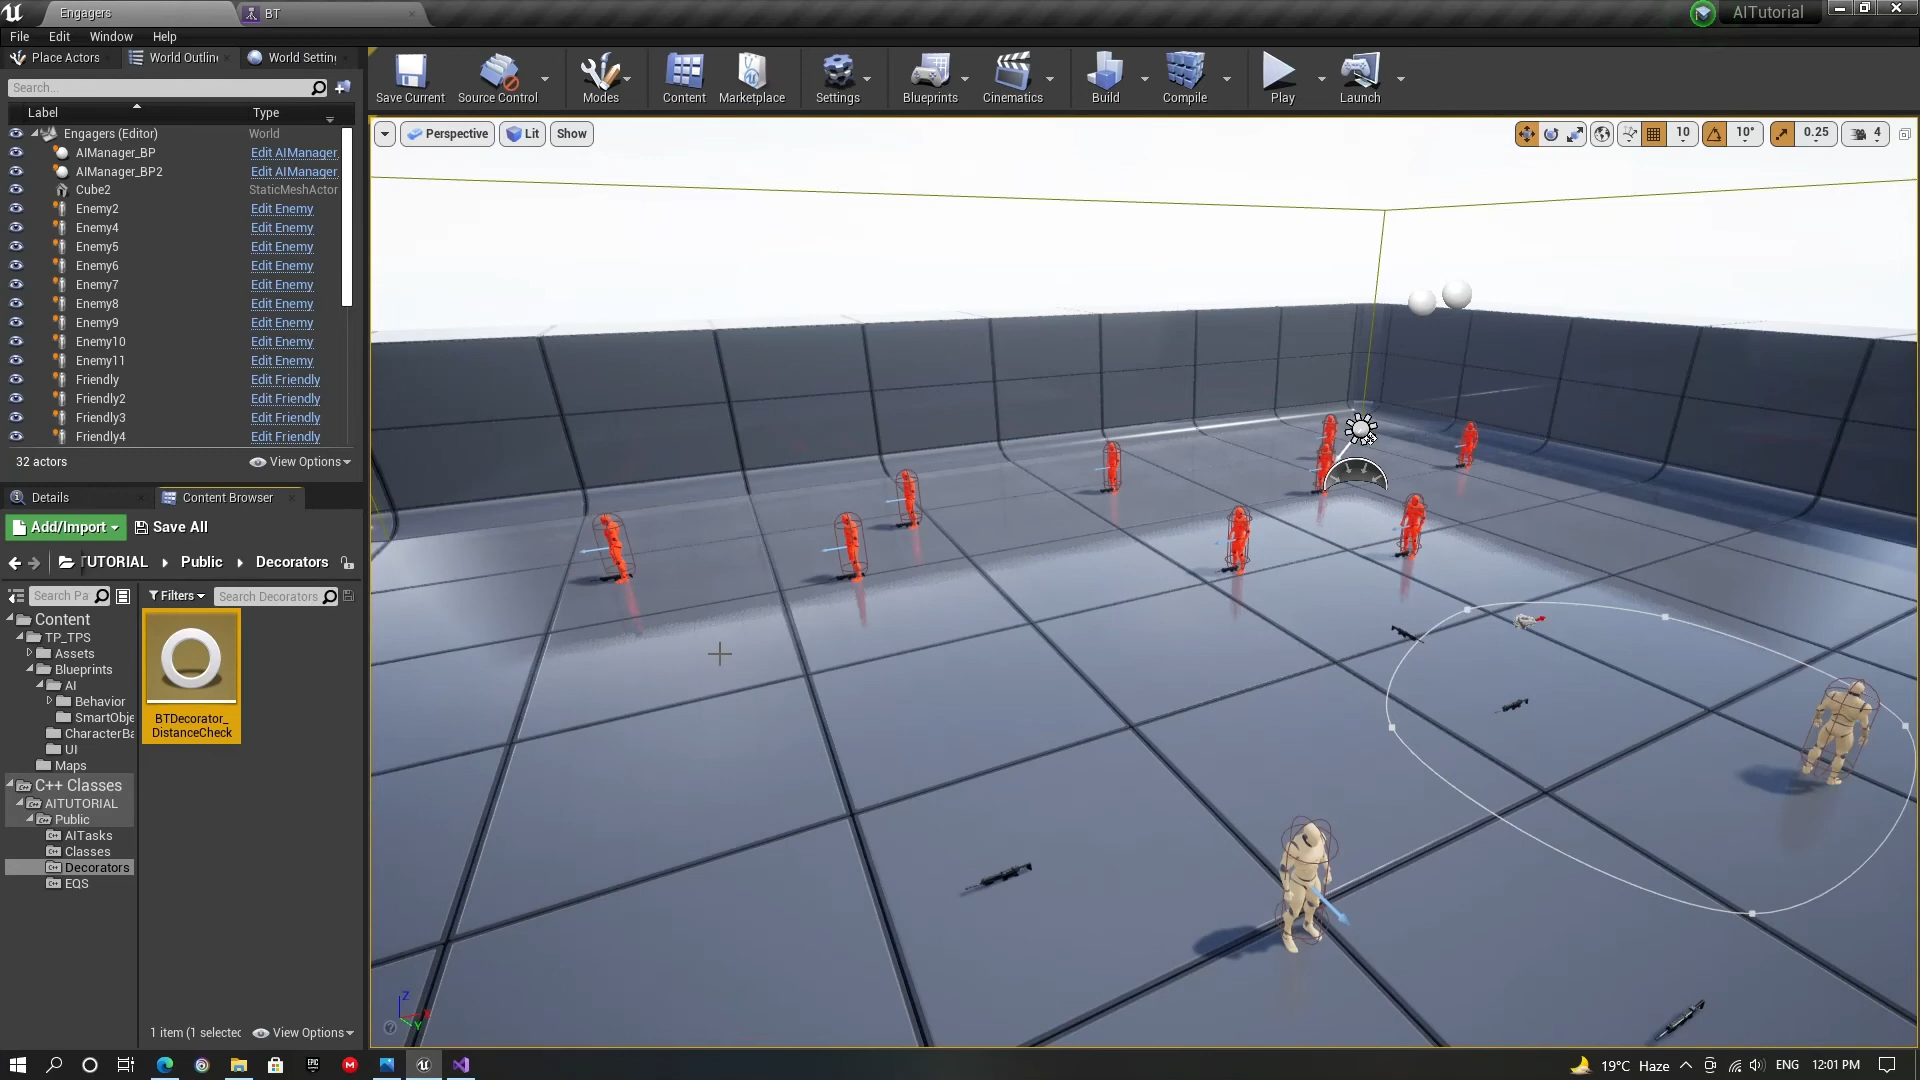 Engagers
BT
AITutorial
File Edit Window Help
Place Actors
World Outlin
World Settin
Search...
Label
Type
Engagers (Editor) World
AIManager_BP Edit AIManager
AIManager_BP2 Edit AIManager
Cube2 StaticMeshActor
Enemy2 Edit Enemy
Enemy4 Edit Enemy
Enemy5 Edit Enemy
Enemy6 Edit Enemy
Enemy7 Edit Enemy
Enemy8 Edit Enemy
Enemy9 Edit Enemy
Enemy10 Edit Enemy
Enemy11 Edit Enemy
Friendly Edit Friendly
Friendly2 Edit Friendly
Friendly3 Edit Friendly
Friendly4 Edit Friendly
32 actors
View Options
Save Current
Source Control
Modes
Content
Marketplace
Settings
Blueprints
Cinematics
Build
Compile
Play
Launch
Perspective
Lit
Show
10
10°
0.25
4
Details
Content Browser
Add/Import
Save All
TUTORIAL
Public
Decorators
Search Pa
Filters
Search Decorators
Content
TP_TPS
Assets
Blueprints
AI
Behavior
SmartObje
CharacterBa
UI
Maps
C++ Classes
AITUTORIAL
Public
AITasks
Classes
Decorators
EQS
BTDecorator_
DistanceCheck
1 item (1 selectec
View Options
Z
X
Y
EPIC
M
19°C Haze
ENG
12:01 PM